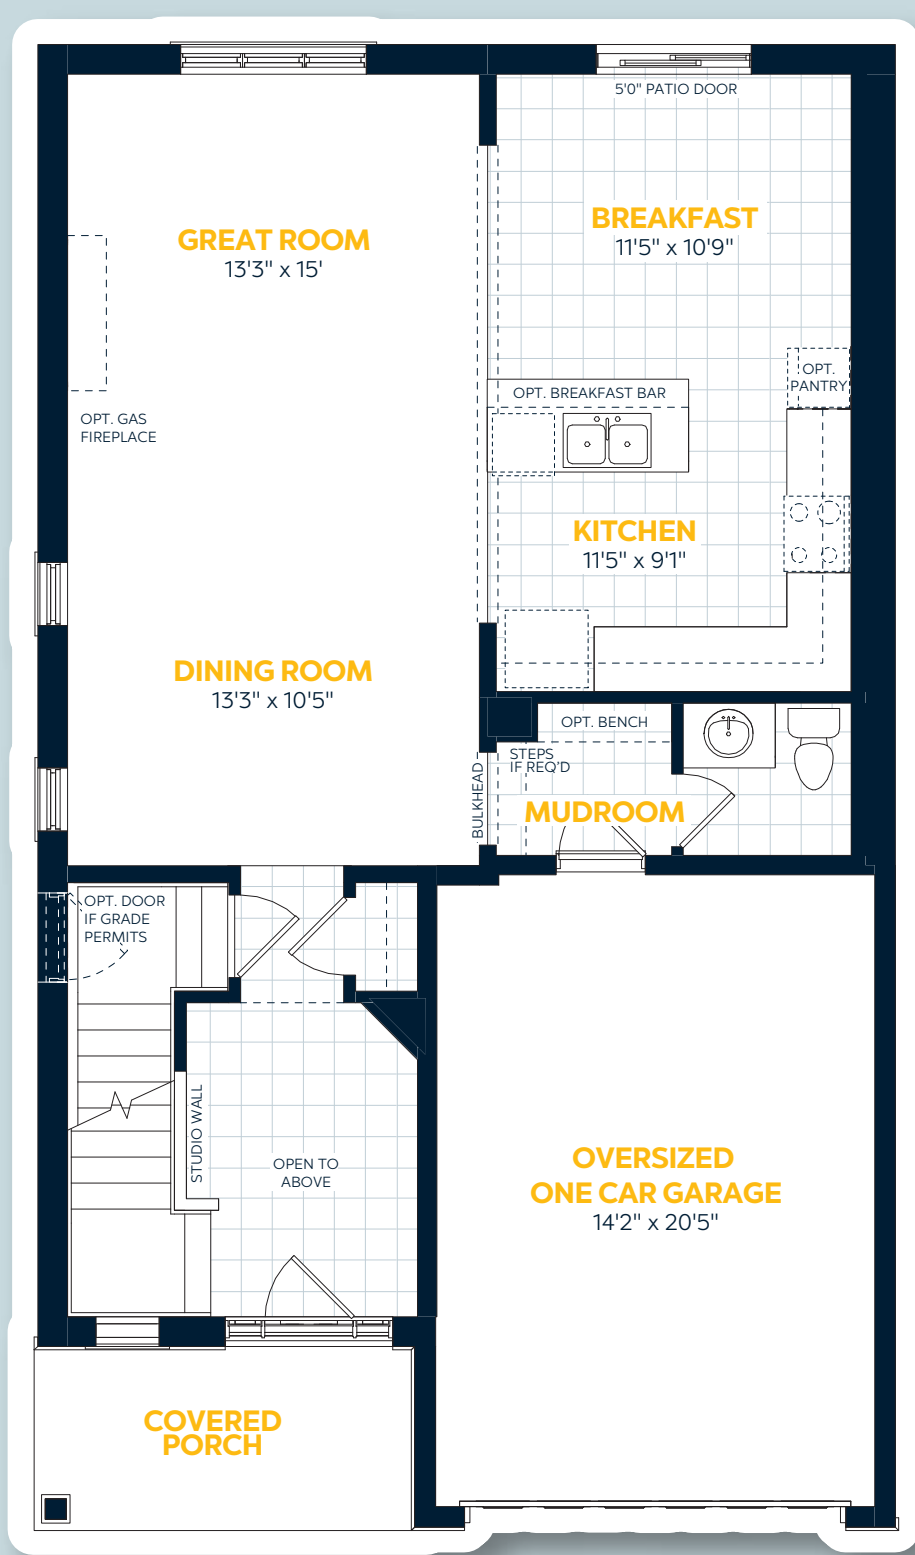 5'0" PATIO DOOR
BREAKFAST
11'5" x 10'9"
GREAT ROOM
13'3" x 15'
OPT. GAS
FIREPLACE
OPT.
PANTRY
OPT. BREAKFAST BAR
KITCHEN
11'5" x 9'1"
DINING ROOM
13'3" x 10'5"
OPT. BENCH
STEPS
IF REQ'D
BULKHEAD
MUDROOM
OPT. DOOR
IF GRADE
PERMITS
STUDIO WALL
OPEN TO
ABOVE
OVERSIZED
ONE CAR GARAGE
14'2" x 20'5"
COVERED
PORCH